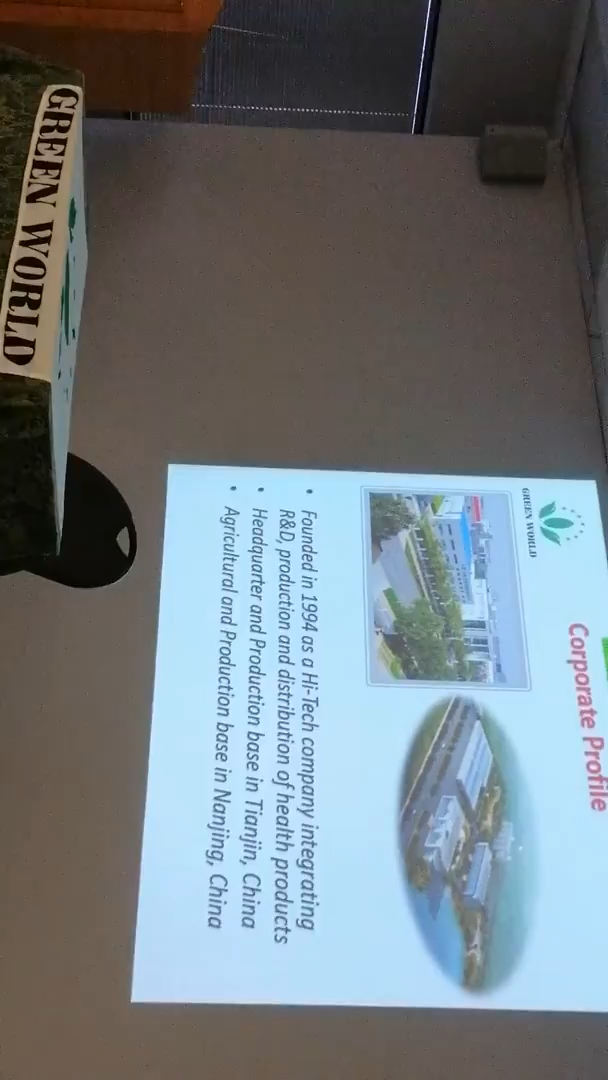 GREEN WORLD
GREEN WORLD
Corporate Profile
• Founded in 1994 as a Hi-Tech company integrating
R&D, production and distribution of health products
• Headquarter and Production base in Tianjin, China
• Agricultural and Production base in Nanjing, China